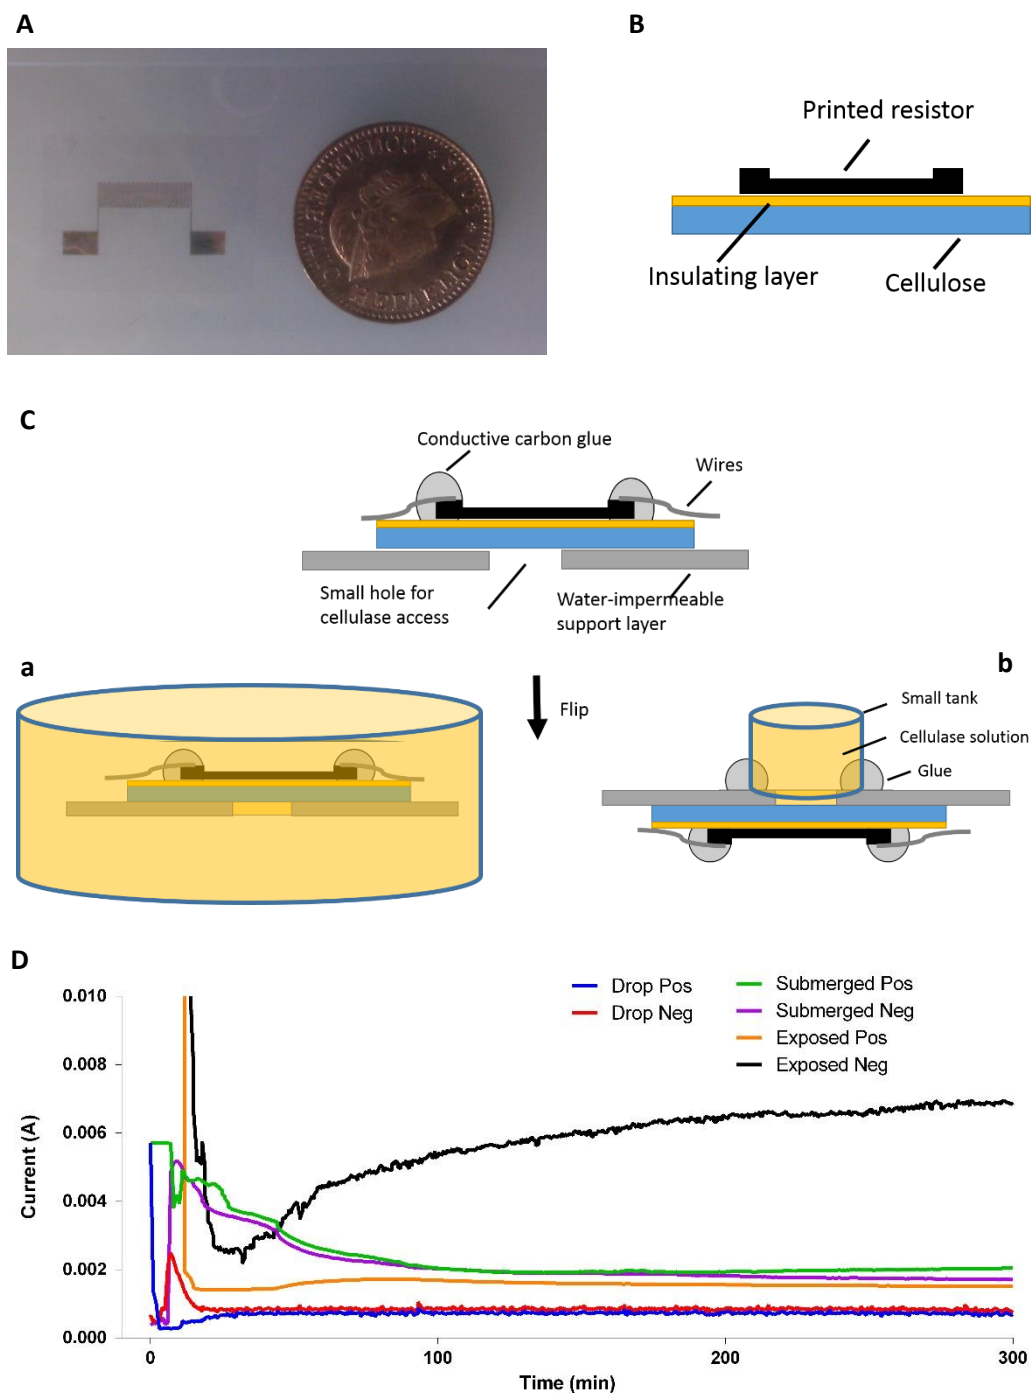 A
B
Printed resistor
Insulating layer
Cellulose
C
Conductive carbon glue
Wires
Small hole for
cellulase access
Water-impermeable
support layer
a
b
Flip
Small tank
Cellulase solution
Glue
D
Drop Pos
Drop Neg
Submerged Pos
Submerged Neg
Exposed Pos
Exposed Neg
Current (A)
0.010
0.008
0.006
0.004
0.002
0.000
0
100
200
300
Time (min)